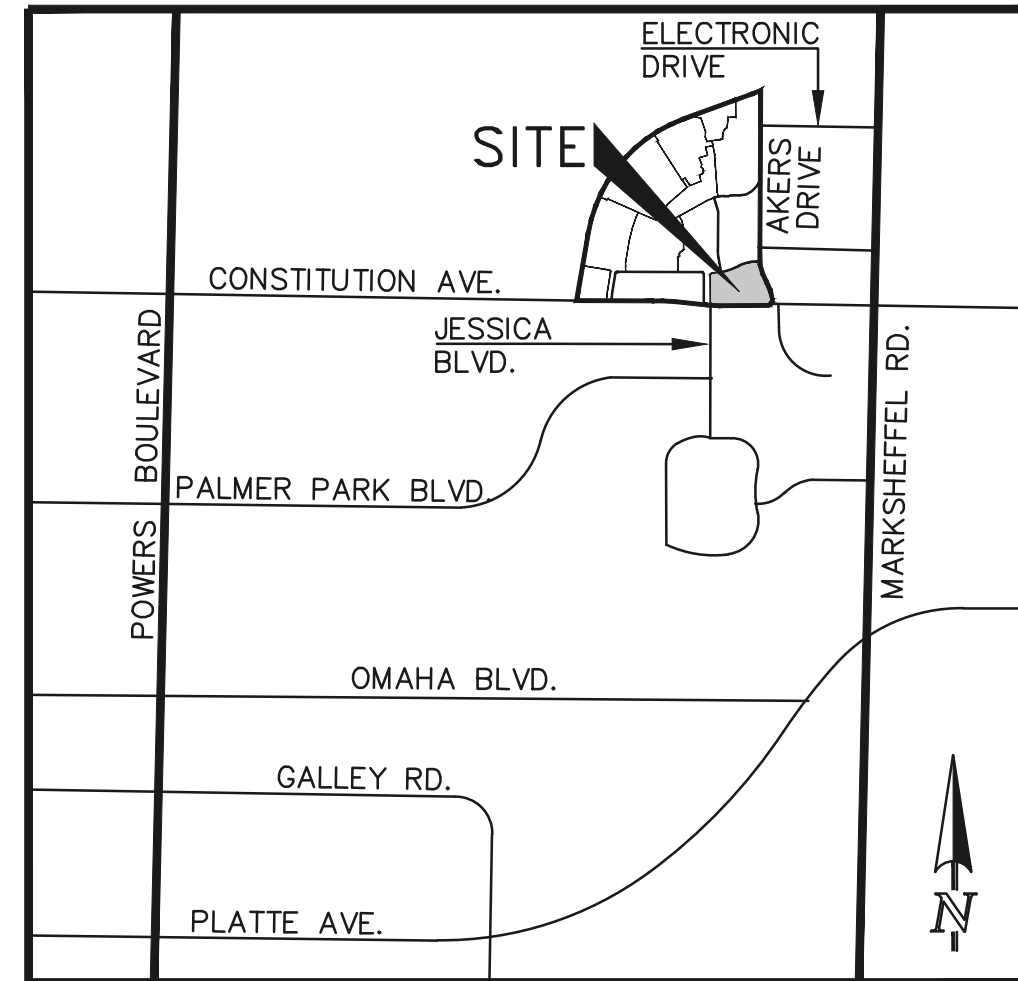 ELECTRONIC
DRIVE
SITE
AKERS
DRIVE
CONSTITUTION AVE.
JESSICA
BLVD.
POWERS BOULEVARD
MARKSHEFFEL RD.
PALMER PARK BLVD.
OMAHA BLVD.
GALLEY RD.
PLATTE AVE.
N